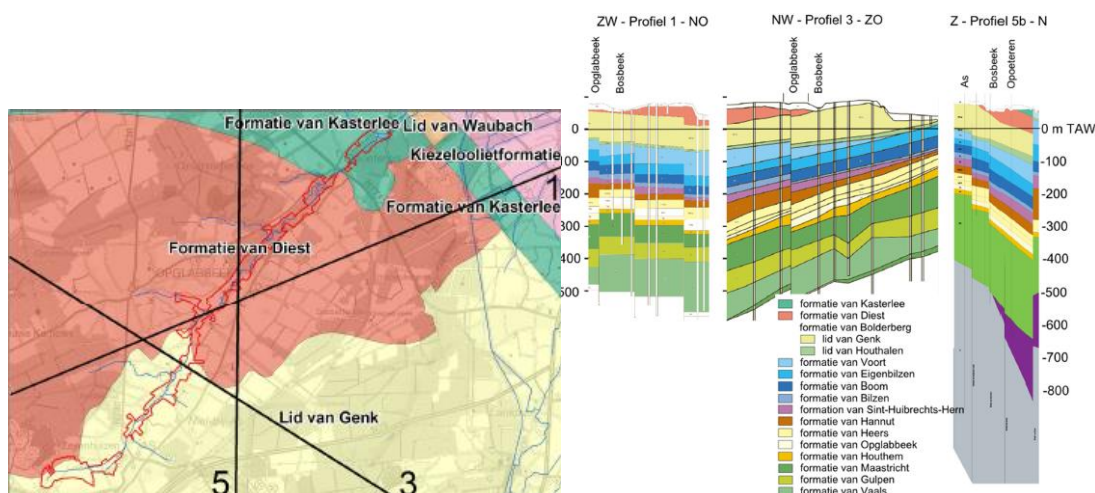 Formatie van Kasterlee
Lid van Waubach
Kiezeloolietformatie
1
Formatie van Kasterlee
Formatie van Diest
OPGLABBEEK
Lid van Genk
5
3
ZW - Profiel 1 - NO
Opglabbeek
Bosbeek
0
100
200
300
400
500
NW - Profiel 3 - ZO
Opglabbeek
Bosbeek
Z - Profiel 5b - N
As
Bosbeek
Opoeteren
0 m TAW
-100
-200
-300
-400
-500
-600
-700
-800
formatie van Kasterlee
formatie van Diest
formatie van Bolderberg
lid van Genk
lid van Houthalen
formatie van Voort
formatie van Eigenbilzen
formatie van Boom
formatie van Bilzen
formation van Sint-Huibrechts-Hern
formatie van Hannut
formatie van Heers
formatie van Opglabbeek
formatie van Houthem
formatie van Maastricht
formatie van Gulpen
formatie van Vaals